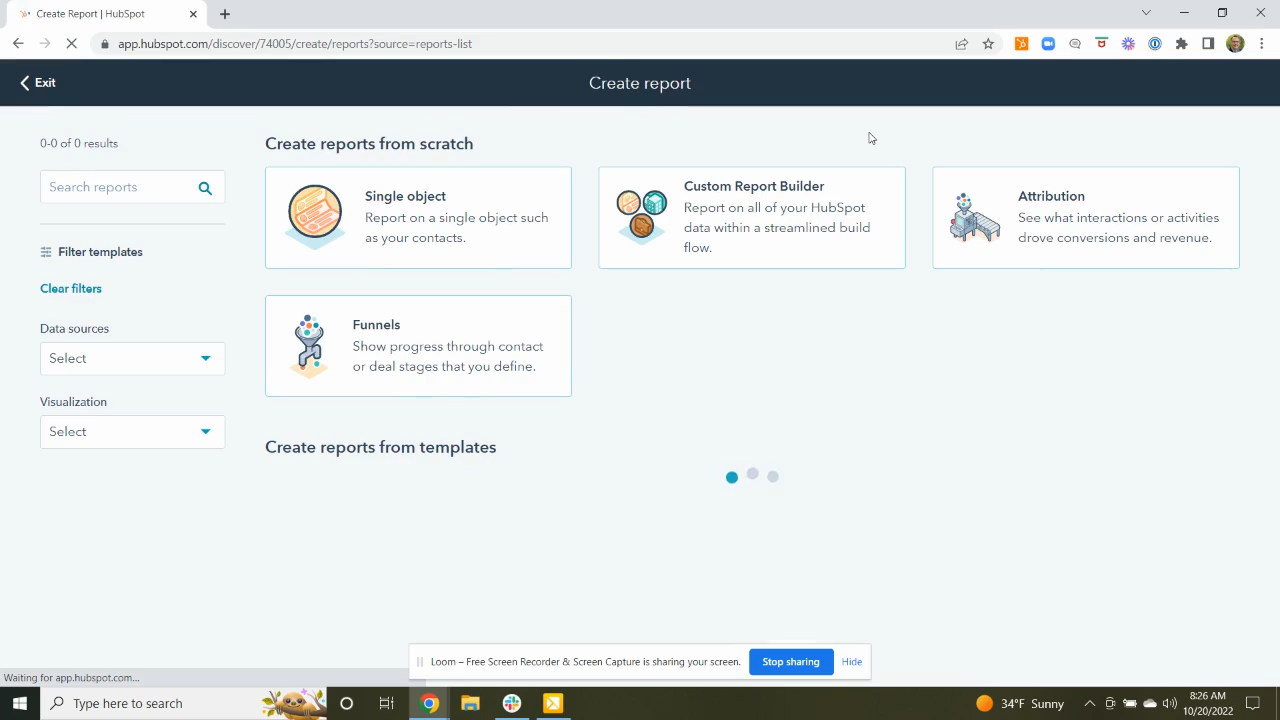 Create Report | HubSpot
app.hubspot.com/discover/74005/create/reports?source=reports-list
Exit
Create report
0-0 of 0 results
Search reports
Filter templates
Clear filters
Data sources
Select
Visualization
Select
Create reports from scratch
Single object
Report on a single object such
as your contacts.
Custom Report Builder
Report on all of your HubSpot
data within a streamlined build
flow.
Attribution
See what interactions or activities
drove conversions and revenue.
Funnels
Show progress through contact
or deal stages that you define.
Create reports from templates
Loom – Free Screen Recorder & Screen Capture is sharing your screen.
Stop sharing
Hide
Waiting for app.hubspot.com...
Type here to search
34°F Sunny
8:26 AM
10/20/2022